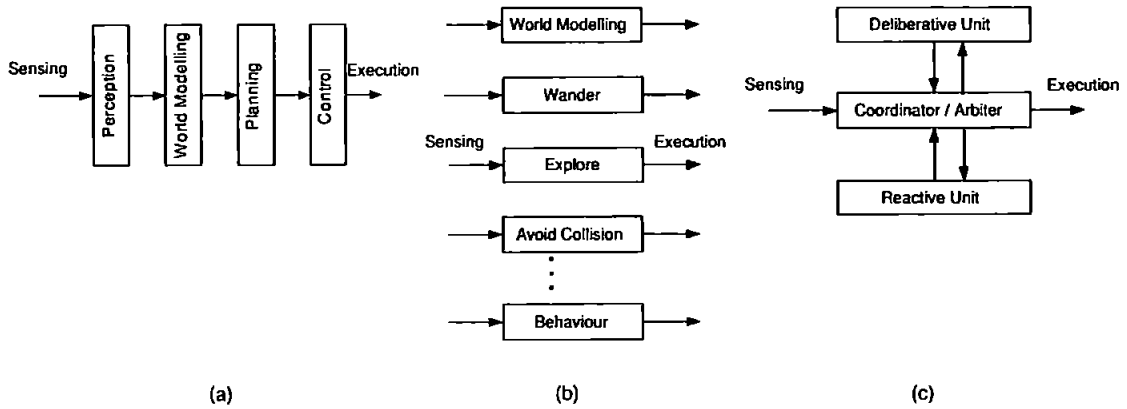 Sensing
Perception
World Modelling
Planning
Control
Execution
(a)
World Modelling
Wander
Sensing
Explore
Execution
Avoid Collision
Behaviour
(b)
Deliberative Unit
Sensing
Coordinator / Arbiter
Execution
Reactive Unit
(c)